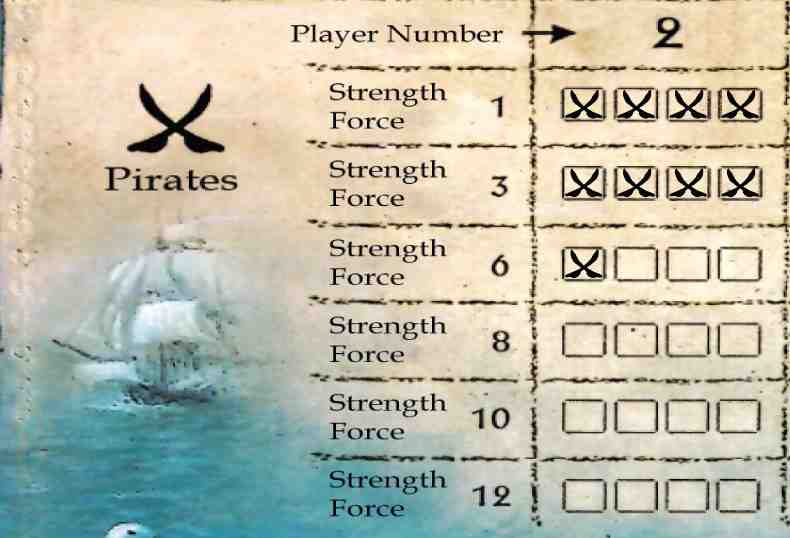 Player Number 2
Strength
Force 1
Pirates
Strength
Force 3
Strength
Force 6
Strength
Force 8
Strength
Force 10
Strength
Force 12